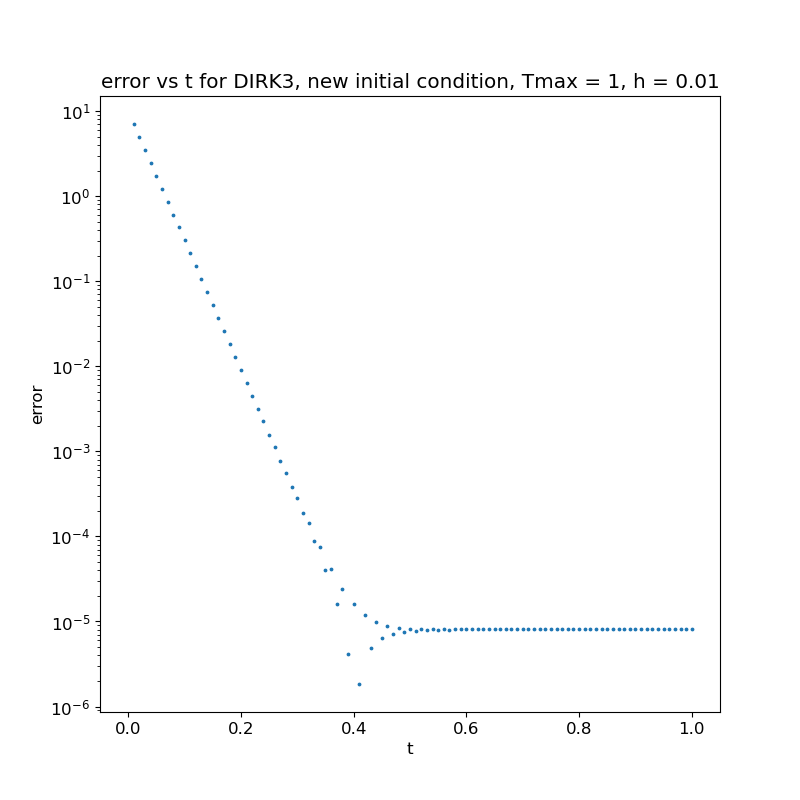 error vs t for DIRK3, new initial condition, Tmax = 1, h = 0.01
10¹
10⁰
10⁻¹
10⁻²
10⁻³
10⁻⁴
10⁻⁵
10⁻⁶
error
0.0 0.2 0.4 0.6 0.8 1.0
t